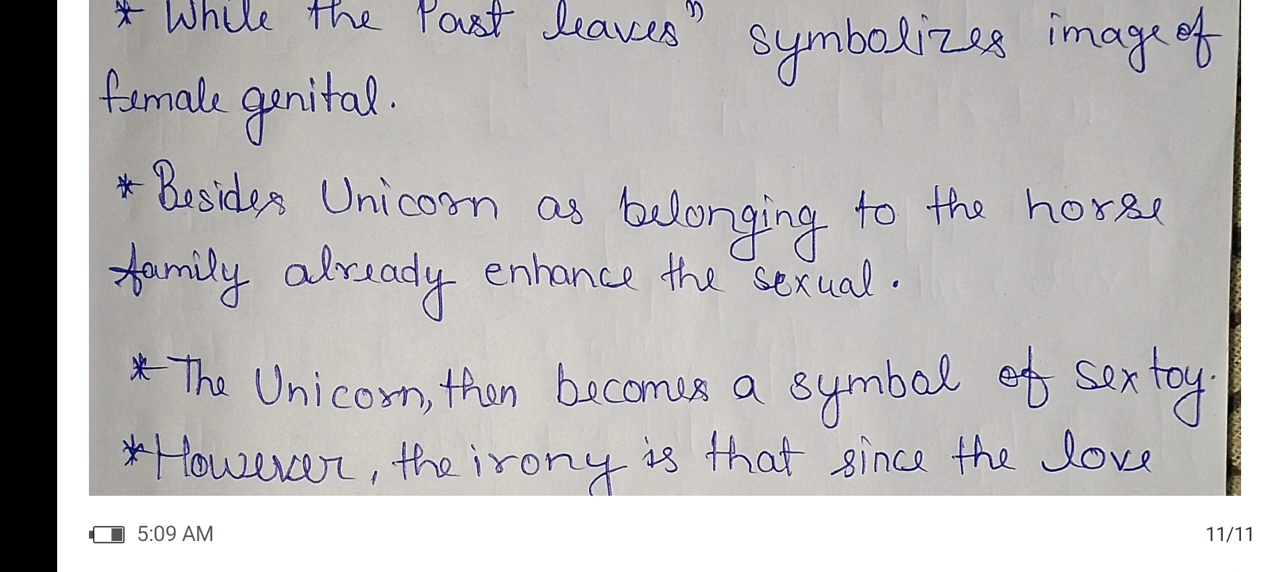 * While the Past leaves" symbolizes image of
female genital.
* Besides Unicorn as belonging to the horse
family already enhance the sexual.
* The Unicorn, then becomes a symbal of sex toy.
* However, the irony is that since the love
5:09 AM 11/11